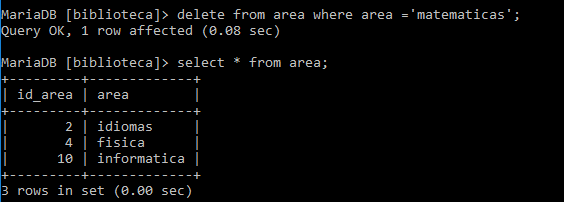 MariaDB [biblioteca]> delete from area where area ='matematicas';
Query OK, 1 row affected (0.08 sec)
MariaDB [biblioteca]> select * from area;
+---------+-------------+
| id_area | area        |
+---------+-------------+
|       2 | idiomas     |
|       4 | fisica      |
|      10 | informatica |
+---------+-------------+
3 rows in set (0.00 sec)